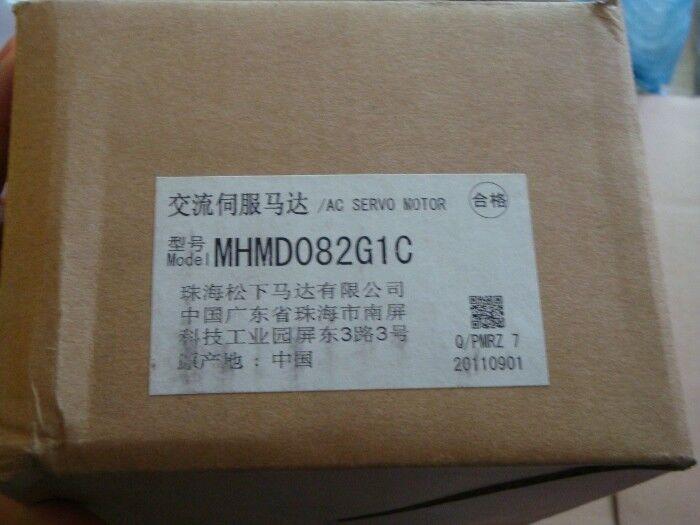 交流伺服马达 /AC SERVO MOTOR 合格
型号
Model MHMD082G1C
珠海松下马达有限公司
中国广东省珠海市南屏
科技工业园屏东3路3号
原产地：中国
Q/PMRZ 7
20110901